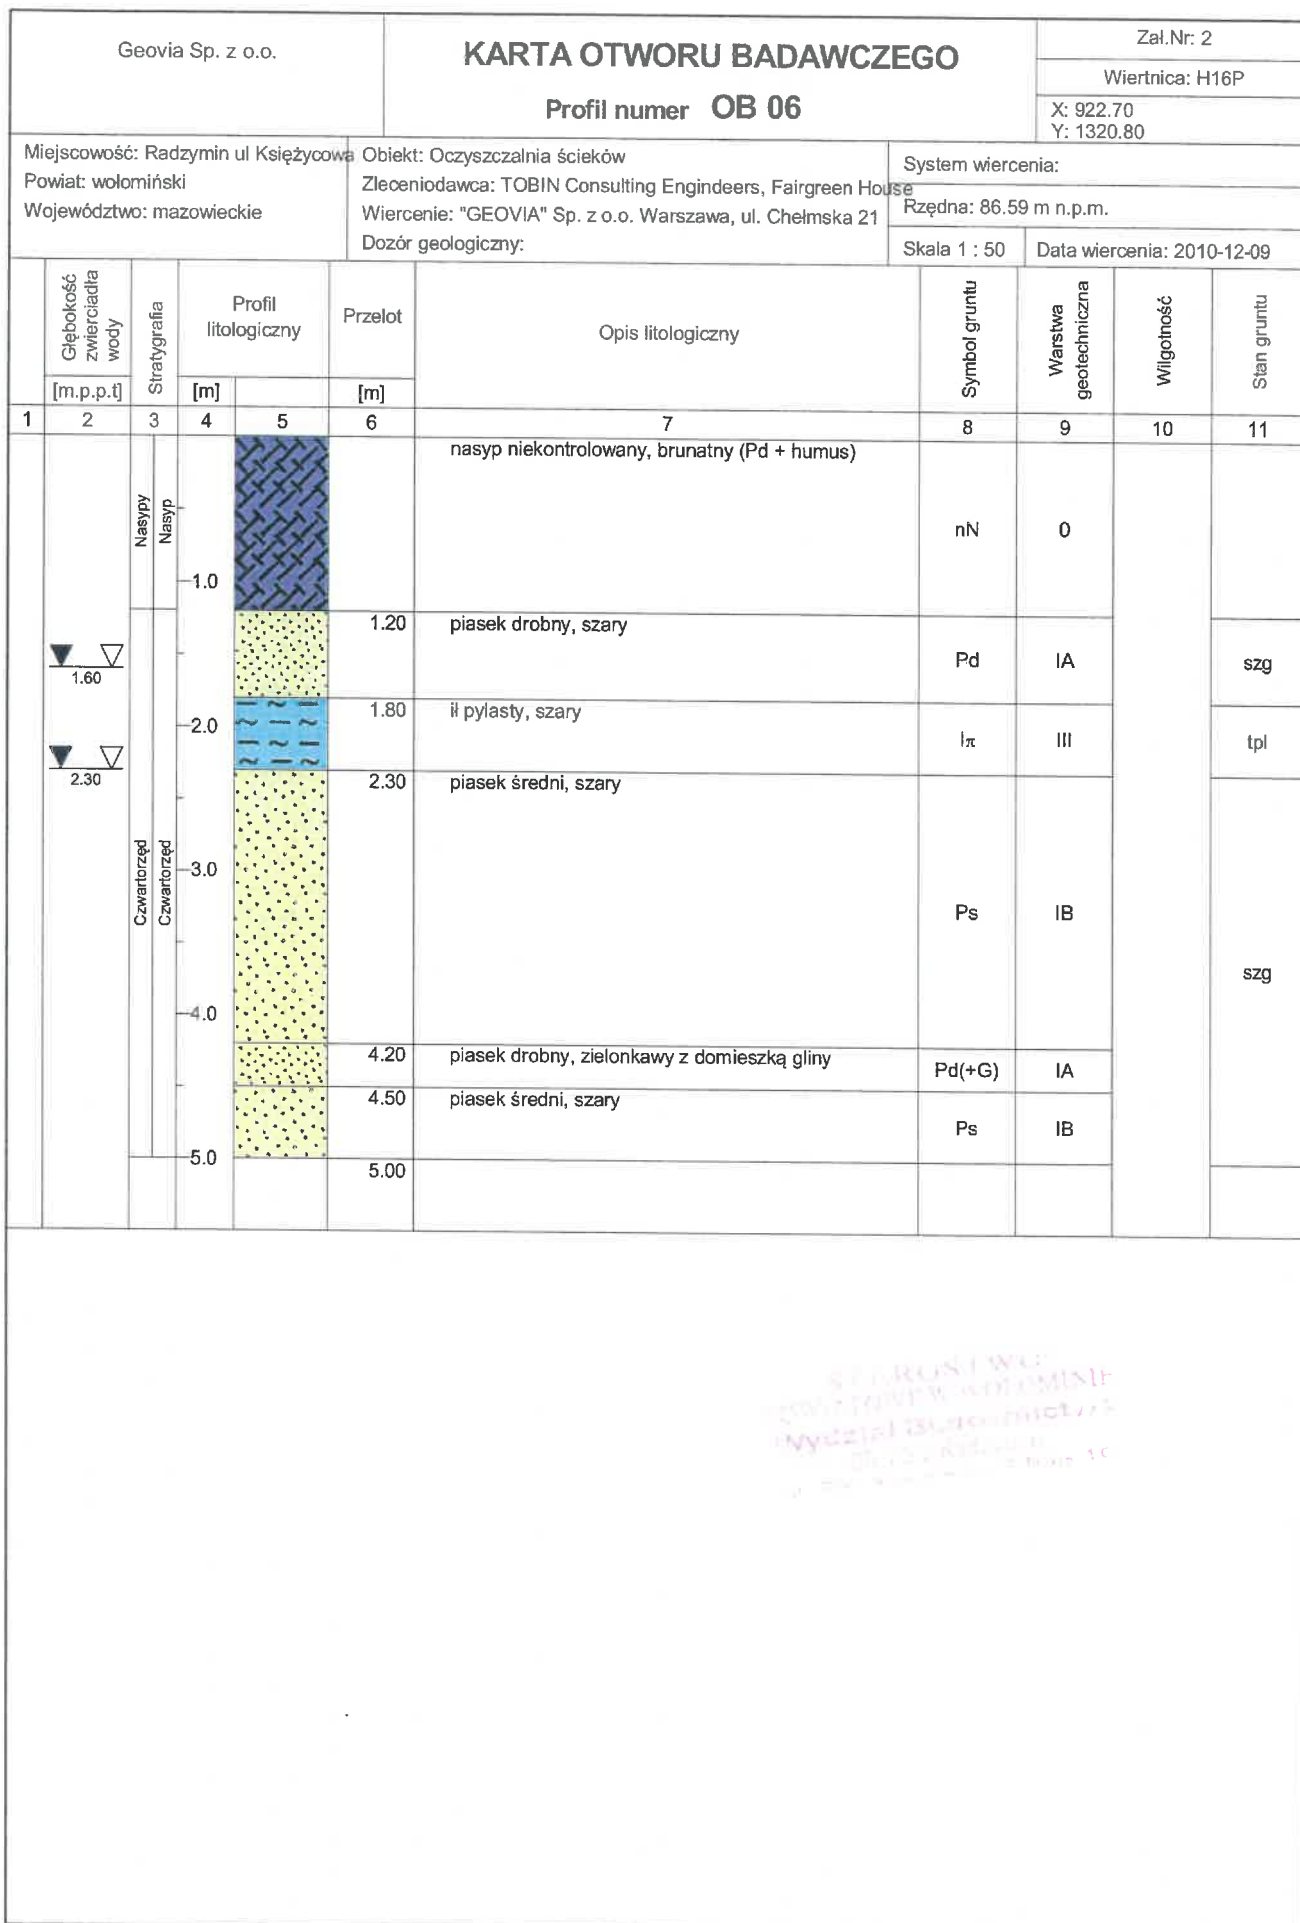 Geovia Sp. z o.o.
KARTA OTWORU BADAWCZEGO
Profil numer OB 06
Zał.Nr: 2
Wiertnica: H16P
X: 922.70
Y: 1320.80
Miejscowość: Radzymin ul Księżycowa
Powiat: wołomiński
Województwo: mazowieckie
Obiekt: Oczyszczalnia ścieków
Zleceniodawca: TOBIN Consulting Engindeers, Fairgreen House
Wiercenie: "GEOVIA" Sp. z o.o. Warszawa, ul. Chełmska 21
Dozór geologiczny:
System wiercenia:
Rzędna: 86.59 m n.p.m.
Skala 1 : 50
Data wiercenia: 2010-12-09
Głębokość
zwierciadła
wody
[m.p.p.t]
Stratygrafia
Profil
litologiczny
[m]
Przelot
[m]
Opis litologiczny
Symbol gruntu
Warstwa
geotechniczna
Wilgotność
Stan gruntu
1 2 3 4 5 6 7 8 9 10 11
nasyp niekontrolowany, brunatny (Pd + humus)
Nasypy
Nasyp
nN 0
1.0
1.20 piasek drobny, szary
1.60
Pd IA szg
1.80 ił pylasty, szary
2.0
Iπ III tpl
2.30
2.30 piasek średni, szary
Czwartorzęd
Czwartorzęd
3.0
Ps IB
szg
4.0
4.20 piasek drobny, zielonkawy z domieszką gliny
Pd(+G) IA
4.50 piasek średni, szary
Ps IB
5.0
5.00